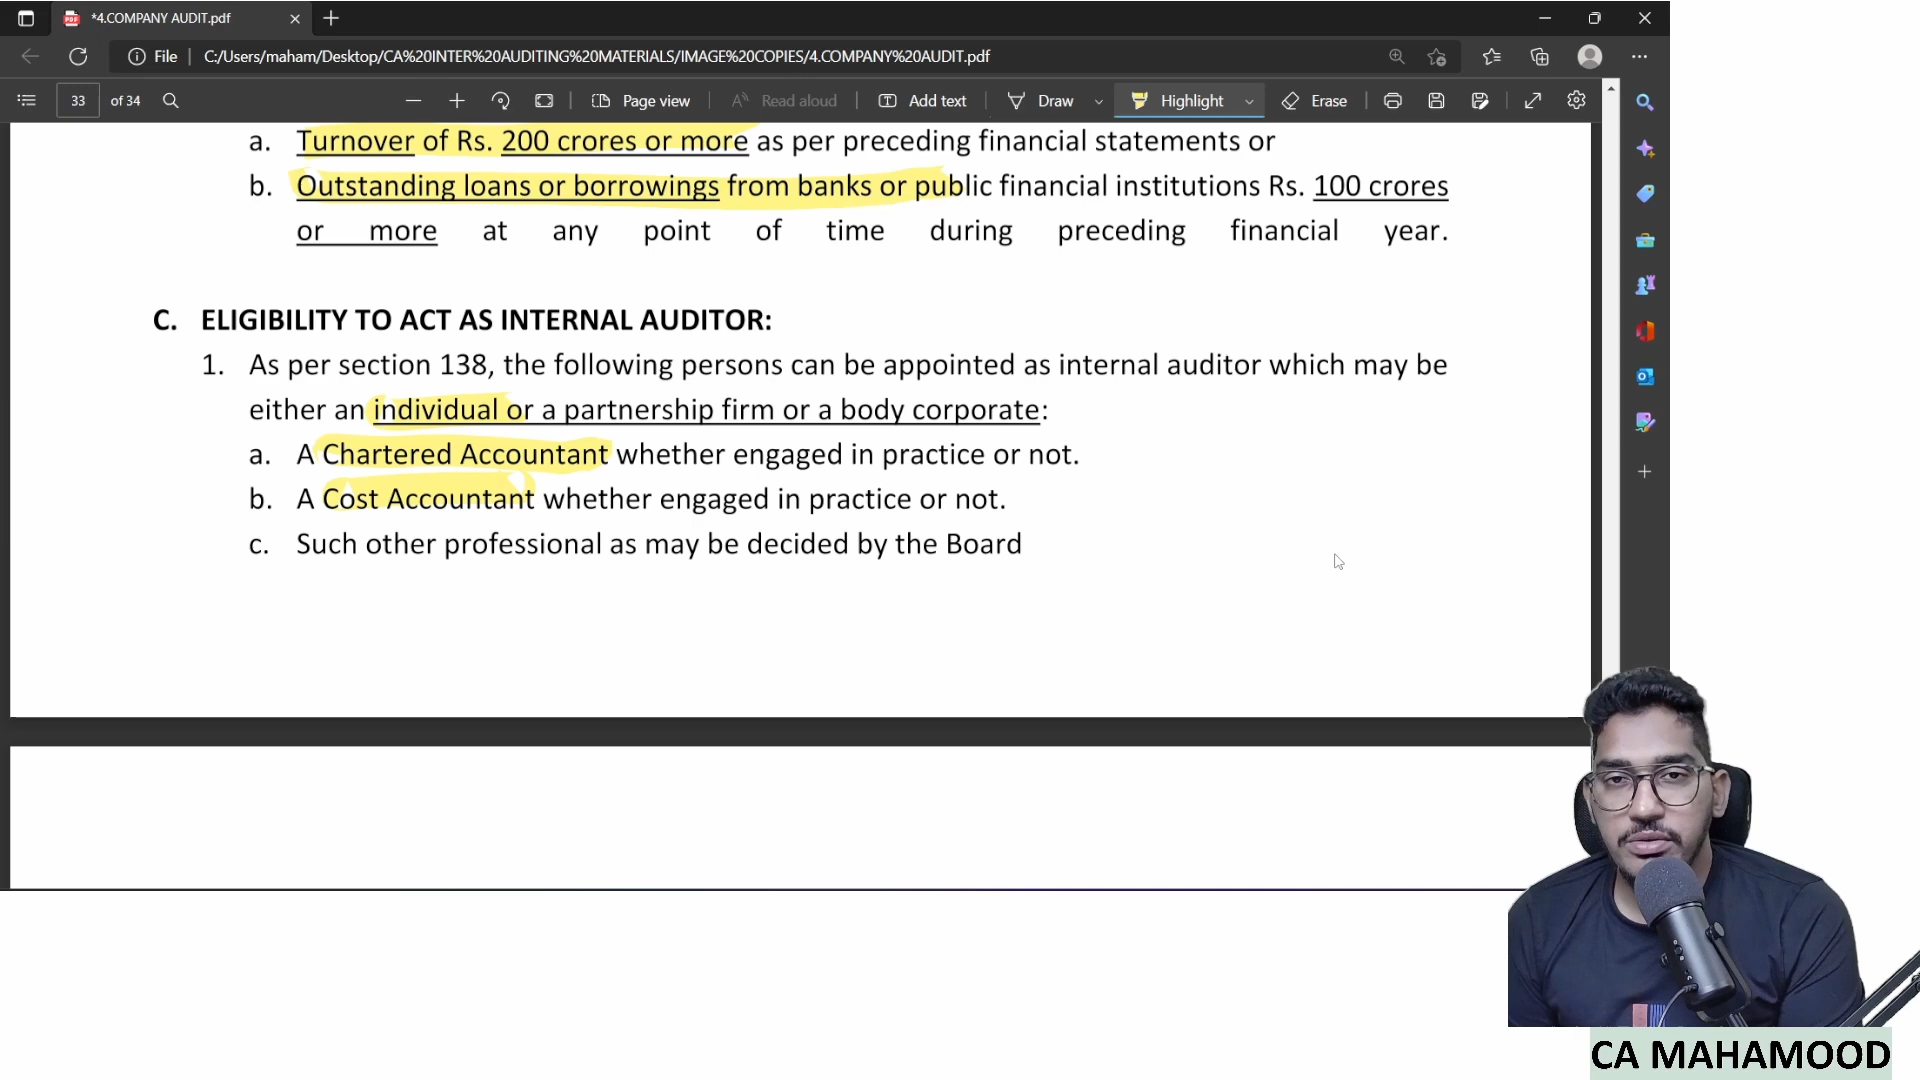 *4.COMPANY AUDIT.pdf
File
C:/Users/maham/Desktop/CA%20INTER%20AUDITING%20MATERIALS/IMAGE%20COPIES/4.COMPANY%20AUDIT.pdf
33 of 34 Page view Read aloud Add text Draw Highlight Erase
a. Turnover of Rs. 200 crores or more as per preceding financial statements or
b. Outstanding loans or borrowings from banks or public financial institutions Rs. 100 crores
or more at any point of time during preceding financial year.
C. ELIGIBILITY TO ACT AS INTERNAL AUDITOR:
1. As per section 138, the following persons can be appointed as internal auditor which may be
either an individual or a partnership firm or a body corporate:
a. A Chartered Accountant whether engaged in practice or not.
b. A Cost Accountant whether engaged in practice or not.
c. Such other professional as may be decided by the Board
CA MAHAMOOD